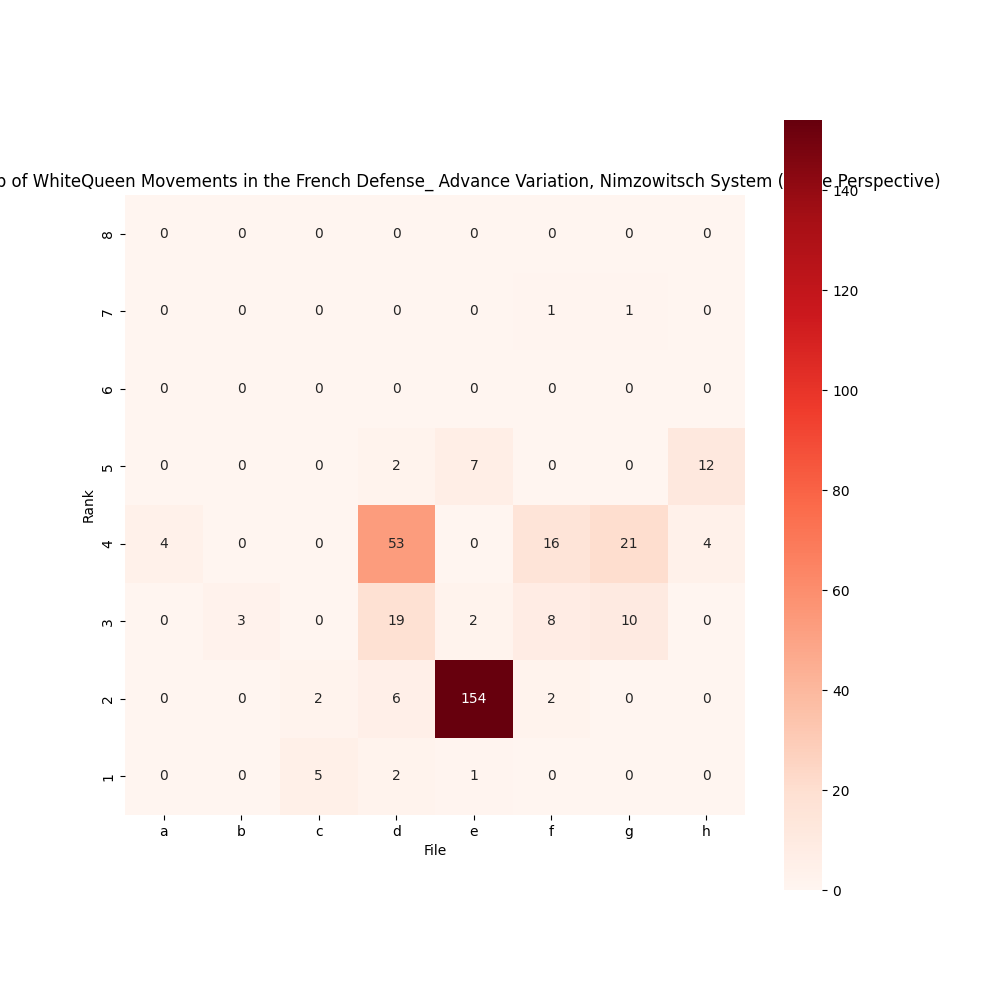 of WhiteQueen Movements in the French Defense_ Advance Variation, Nimzowitsch System ( Perspective)
140
8 0 0 0 0 0 0 0 0
120
7 0 0 0 0 0 1 1 0
100
6 0 0 0 0 0 0 0 0
80
5 0 0 0 2 7 0 0 12
60
Rank
4 4 0 0 53 0 16 21 4
40
3 0 3 0 19 2 8 10 0
2 0 0 2 6 154 2 0 0
20
1 0 0 5 2 1 0 0 0
0
a b c d e f g h
File